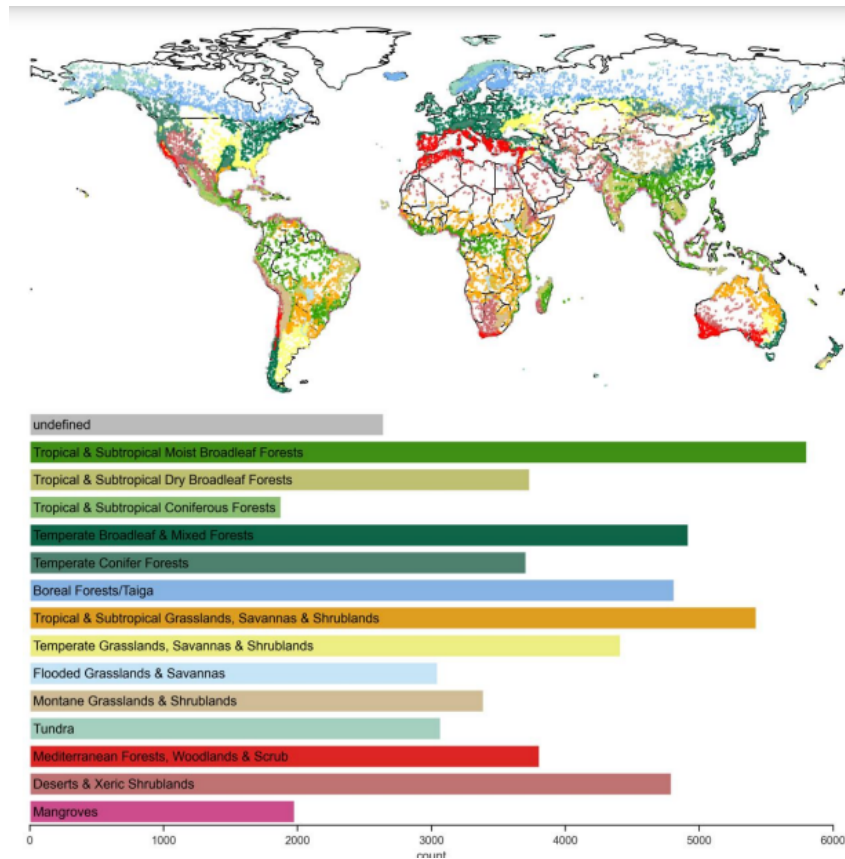 undefined
Tropical & Subtropical Moist Broadleaf Forests
Tropical & Subtropical Dry Broadleaf Forests
Tropical & Subtropical Coniferous Forests
Temperate Broadleaf & Mixed Forests
Temperate Conifer Forests
Boreal Forests/Taiga
Tropical & Subtropical Grasslands, Savannas & Shrublands
Temperate Grasslands, Savannas & Shrublands
Flooded Grasslands & Savannas
Montane Grasslands & Shrublands
Tundra
Mediterranean Forests, Woodlands & Scrub
Deserts & Xeric Shrublands
Mangroves
0 1000 2000 3000 4000 5000 6000
count